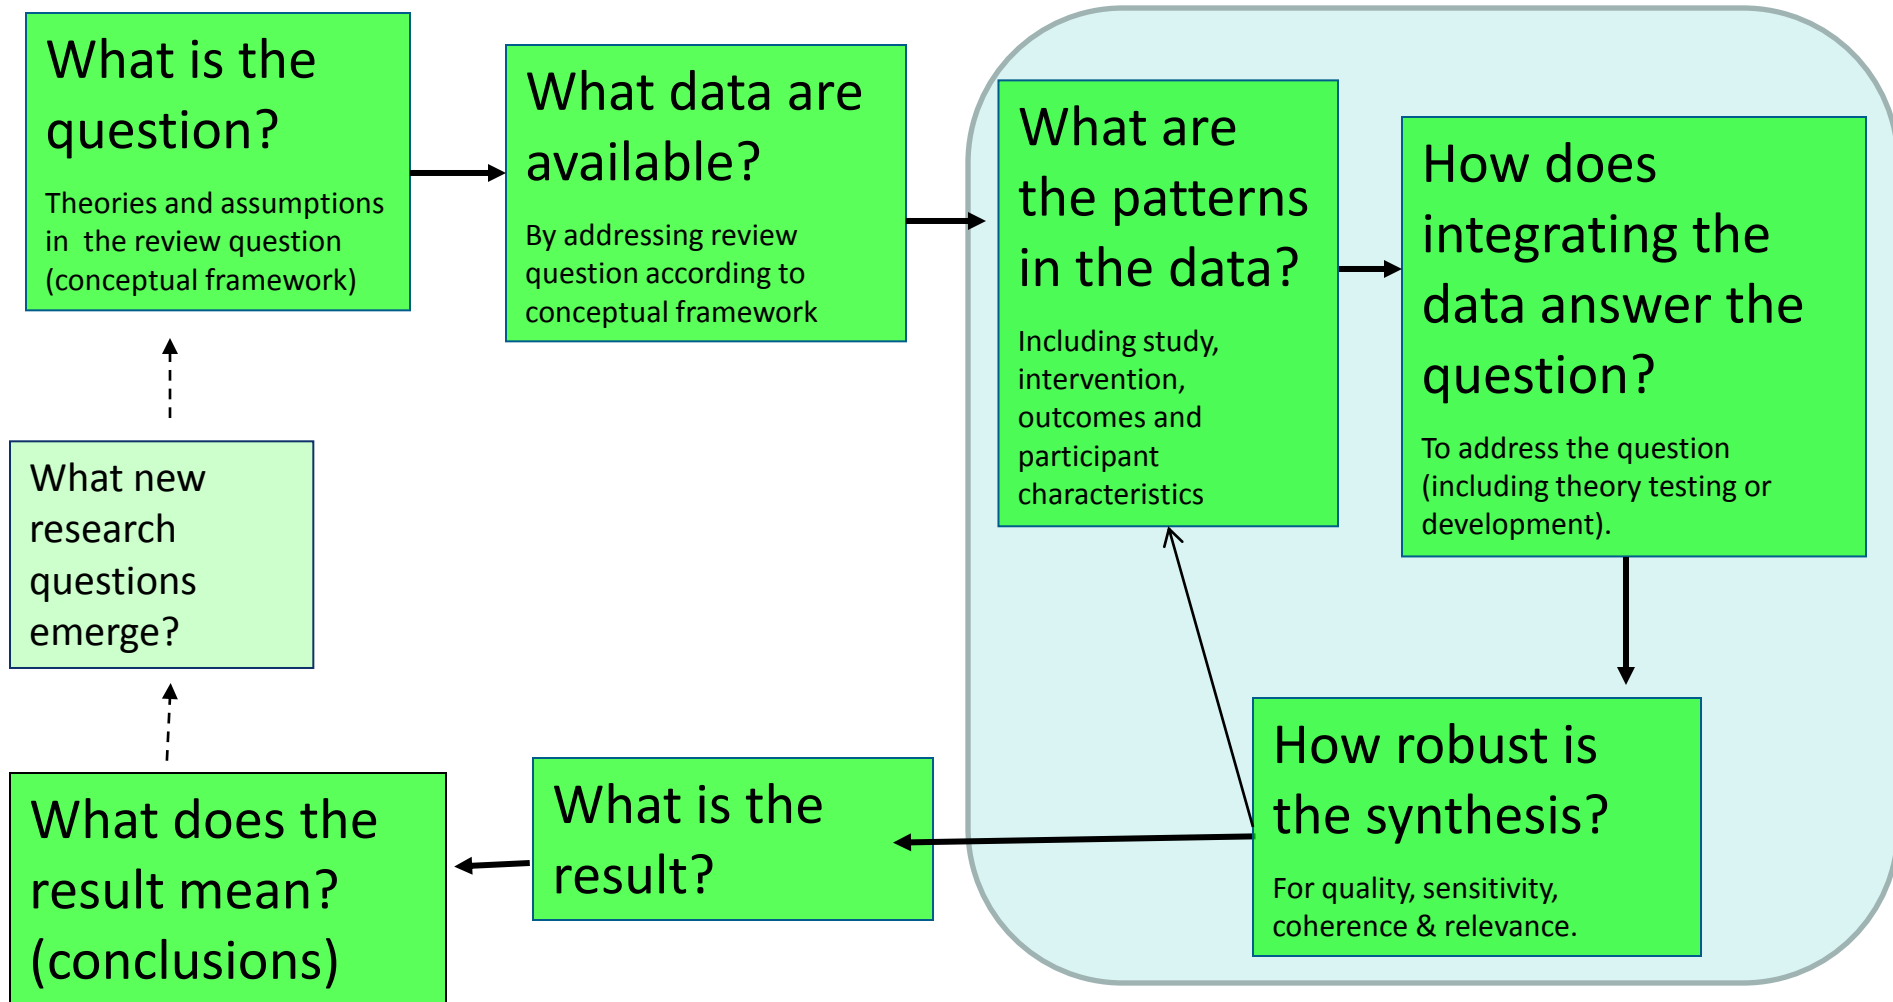 What is the
question?
Theories and assumptions
in  the review question
(conceptual framework)
What data are
available?
By addressing review
question according to
conceptual framework
What are
the patterns
in the data?
Including study,
intervention,
outcomes and
participant
characteristics
How does
integrating the
data answer the
question?
To address the question
(including theory testing or
development).
How robust is
the synthesis?
For quality, sensitivity,
coherence & relevance.
What is the
result?
What does the
result mean?
(conclusions)
What new
research
questions
emerge?